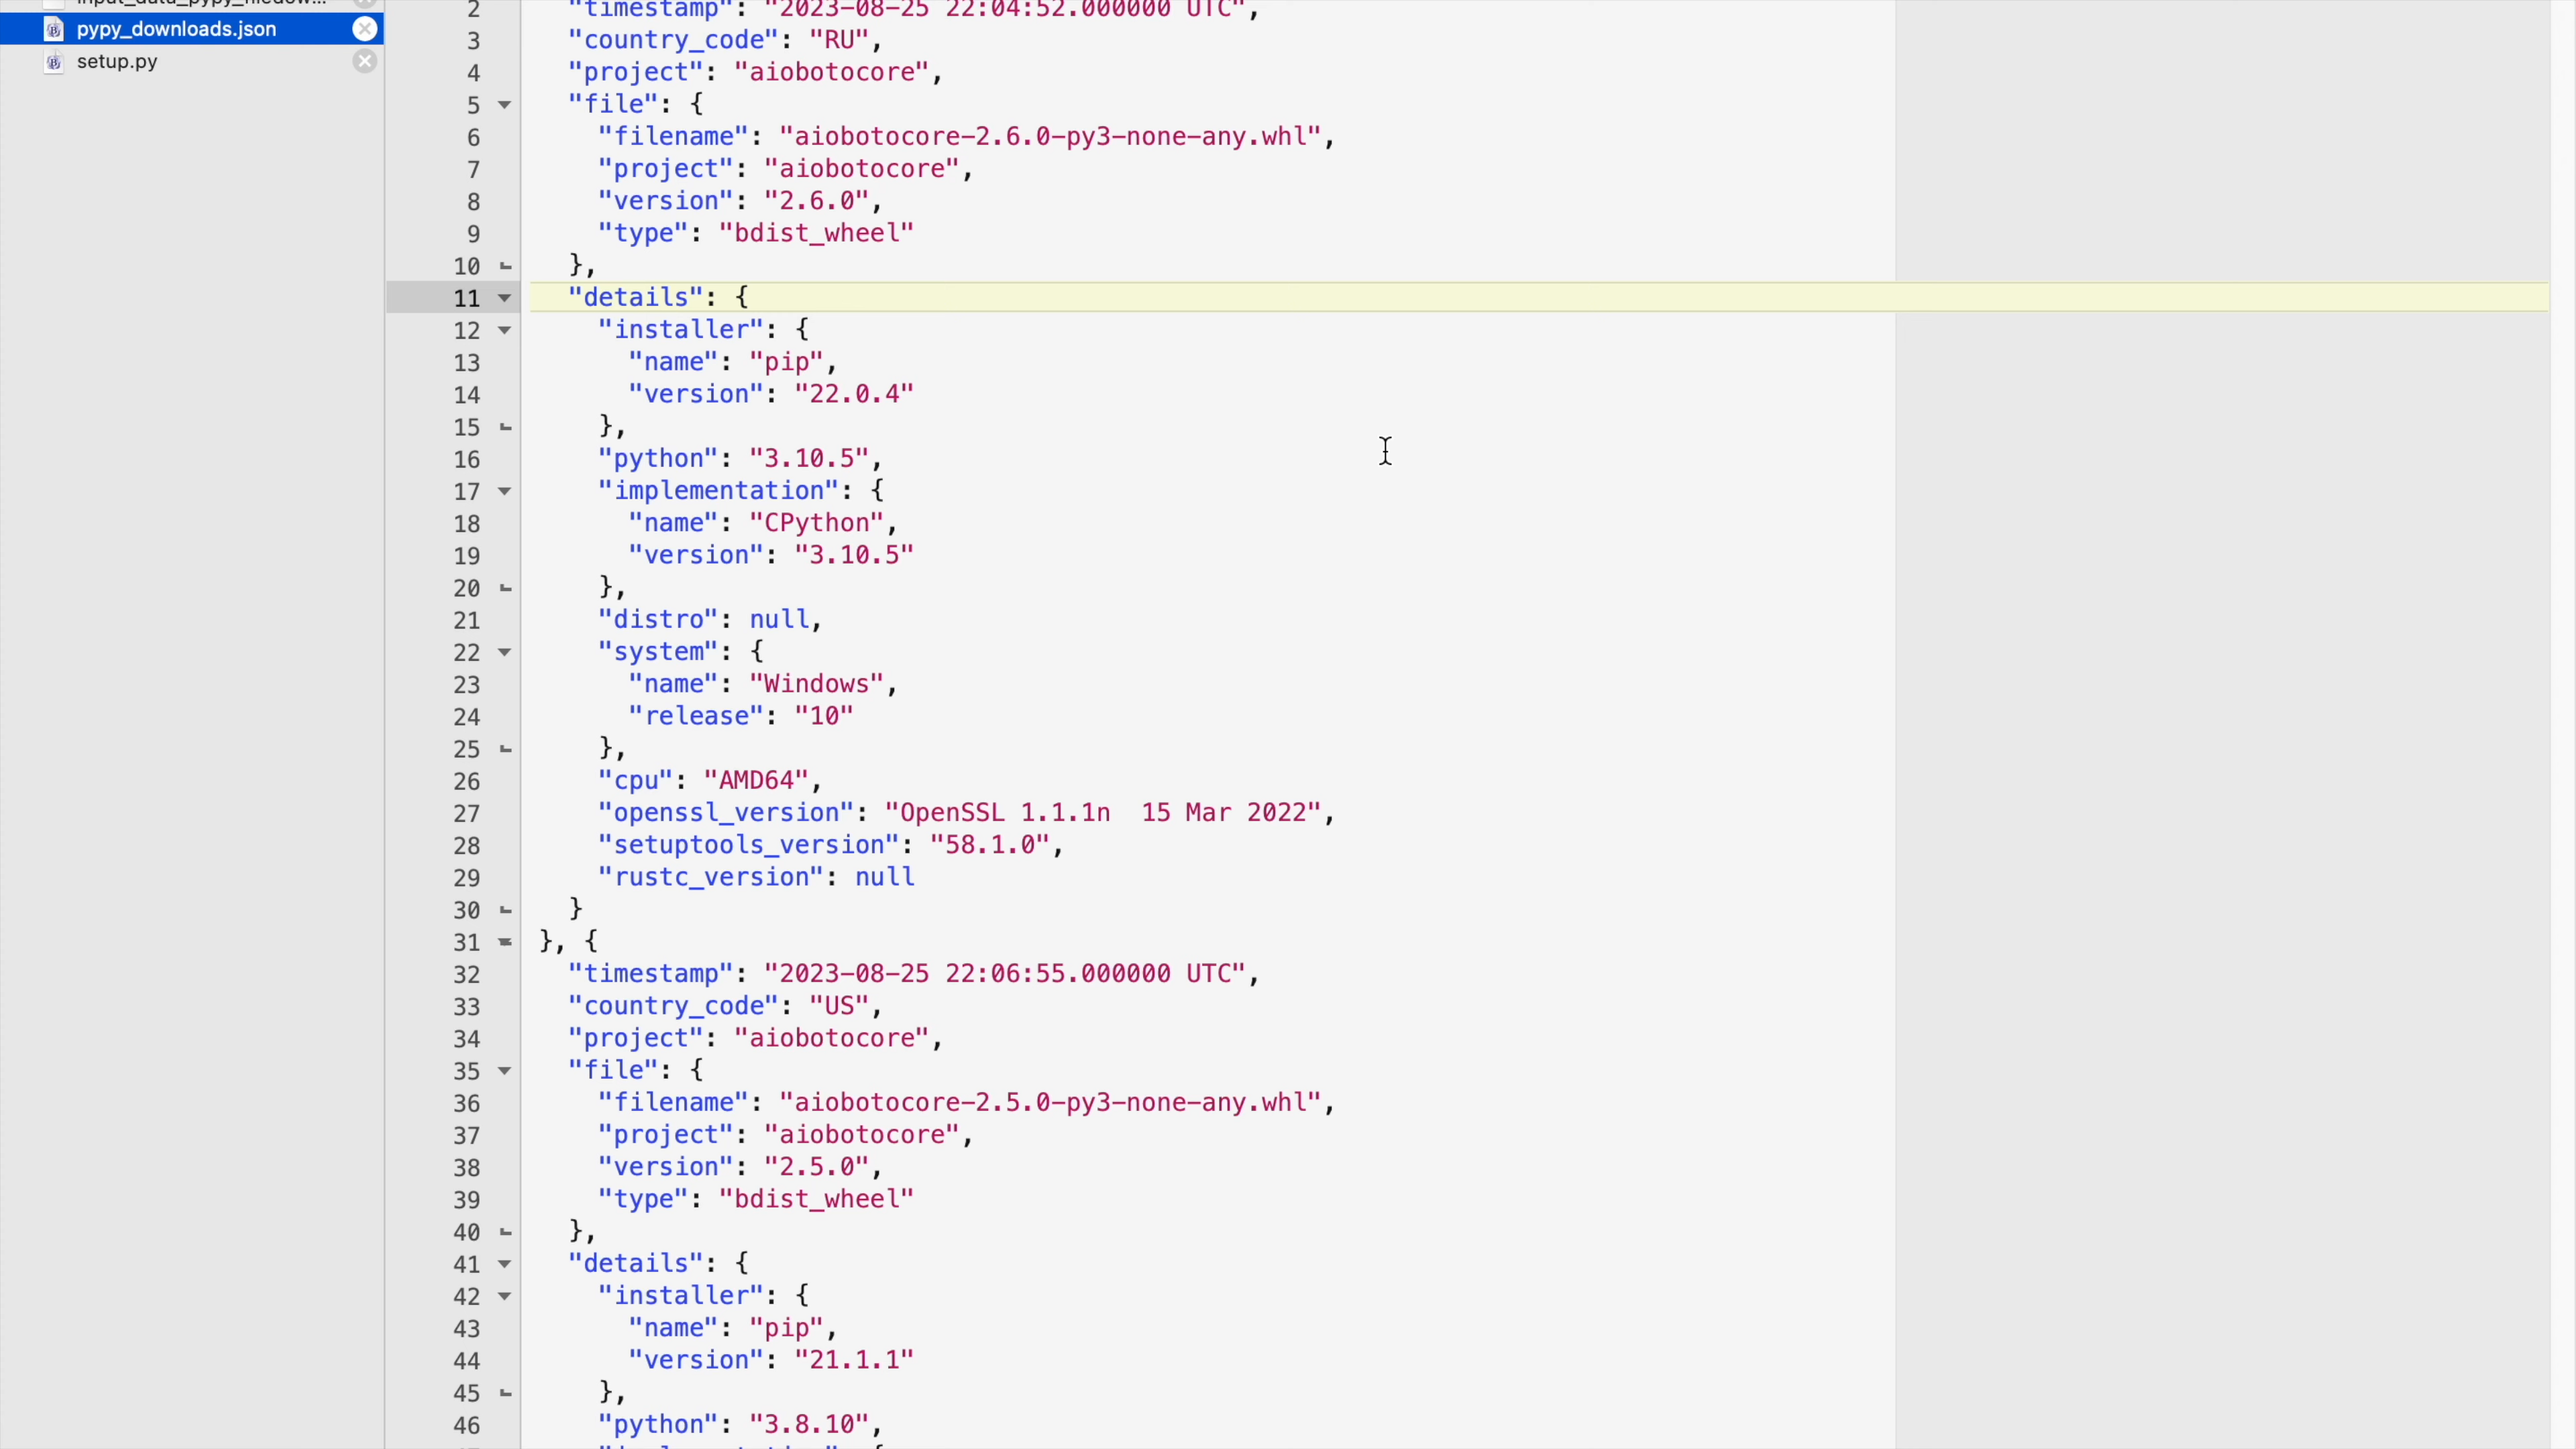 pypy_downloads.json
setup.py
2 "timestamp": "2023-08-25 22:04:52.000000 UTC",
3 "country_code": "RU",
4 "project": "aiobotocore",
5 "file": {
6 "filename": "aiobotocore-2.6.0-py3-none-any.whl",
7 "project": "aiobotocore",
8 "version": "2.6.0",
9 "type": "bdist_wheel"
10 },
11 "details": {
12 "installer": {
13 "name": "pip",
14 "version": "22.0.4"
15 },
16 "python": "3.10.5",
17 "implementation": {
18 "name": "CPython",
19 "version": "3.10.5"
20 },
21 "distro": null,
22 "system": {
23 "name": "Windows",
24 "release": "10"
25 },
26 "cpu": "AMD64",
27 "openssl_version": "OpenSSL 1.1.1n  15 Mar 2022",
28 "setuptools_version": "58.1.0",
29 "rustc_version": null
30 }
31 }, {
32 "timestamp": "2023-08-25 22:06:55.000000 UTC",
33 "country_code": "US",
34 "project": "aiobotocore",
35 "file": {
36 "filename": "aiobotocore-2.5.0-py3-none-any.whl",
37 "project": "aiobotocore",
38 "version": "2.5.0",
39 "type": "bdist_wheel"
40 },
41 "details": {
42 "installer": {
43 "name": "pip",
44 "version": "21.1.1"
45 },
46 "python": "3.8.10",